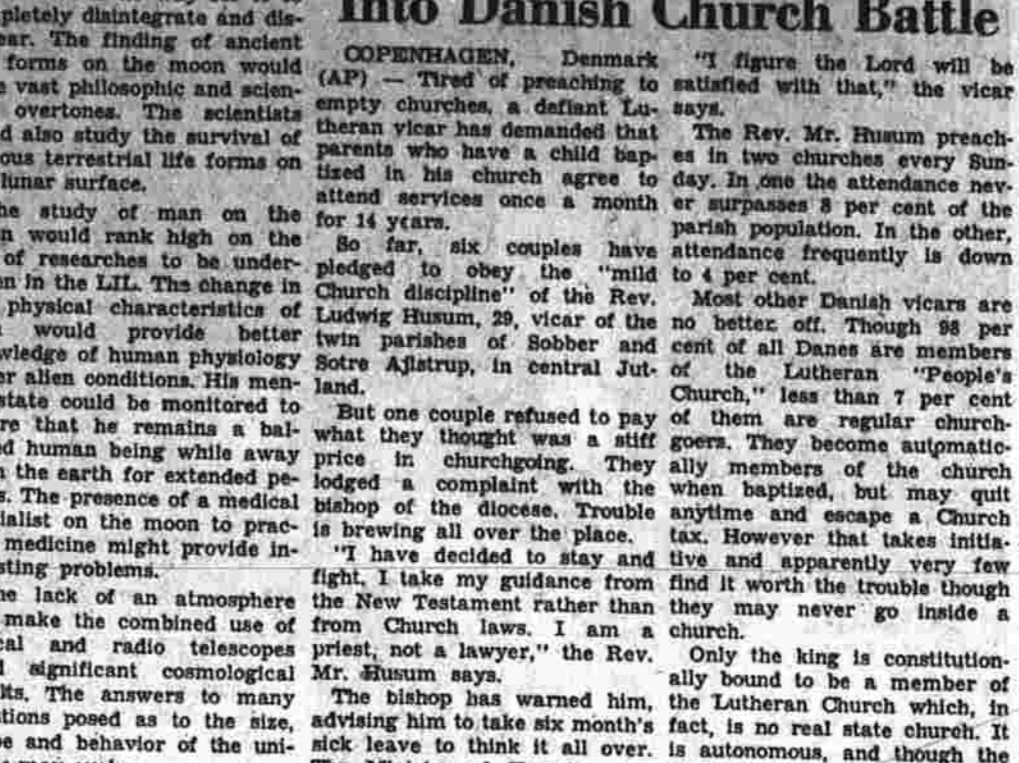 pletely disintegrate and dis-
ear. The finding of ancient
forms on the moon would
vast philosophic and scien-
overtones. The scientists
d also study the survival of
ous terrestrial life forms on
lunar surface.
he study of man on the
n would rank high on the
of researches to be under-
en in the LIL. The change in
physical characteristics of
would provide better
wledge of human physiology
er alien conditions. His men-
state could be monitored to
re that he remains a bal-
ed human being while away
the earth for extended pe-
s. The presence of a medical
ialist on the moon to prac-
medicine might provide in-
sting problems.
he lack of an atmosphere
make the combined use of
cal and radio telescopes
significant cosmological
lts. The answers to many
tions posed as to the size,
pe and behavior of the uni-
Into Danish Church Battle
COPENHAGEN, Denmark
(AP) — Tired of preaching to
empty churches, a defiant Lu-
theran vicar has demanded that
parents who have a child bap-
tized in his church agree to
attend services once a month
for 14 years.
So far, six couples have
pledged to obey the "mild
Church discipline" of the Rev.
Ludwig Husum, 29, vicar of the
twin parishes of Sobber and
Sotre Ajlstrup, in central Jut-
land.
But one couple refused to pay
what they thought was a stiff
price in churchgoing. They
lodged a complaint with the
bishop of the diocese. Trouble
is brewing all over the place.
"I have decided to stay and
fight. I take my guidance from
the New Testament rather than
from Church laws. I am a
priest, not a lawyer," the Rev.
Mr. Husum says.
The bishop has warned him,
advising him to take six month's
sick leave to think it all over.
"I figure the Lord will be
satisfied with that," the vicar
says.
The Rev. Mr. Husum preach-
es in two churches every Sun-
day. In one the attendance nev-
er surpasses 8 per cent of the
parish population. In the other,
attendance frequently is down
to 4 per cent.
Most other Danish vicars are
no better off. Though 98 per
cent of all Danes are members
of the Lutheran "People's
Church," less than 7 per cent
of them are regular church-
goers. They become automatic-
ally members of the church
when baptized, but may quit
anytime and escape a Church
tax. However that takes initia-
tive and apparently very few
find it worth the trouble though
they may never go inside a
church.
Only the king is constitution-
ally bound to be a member of
the Lutheran Church which, in
fact, is no real state church. It
is autonomous, and though the